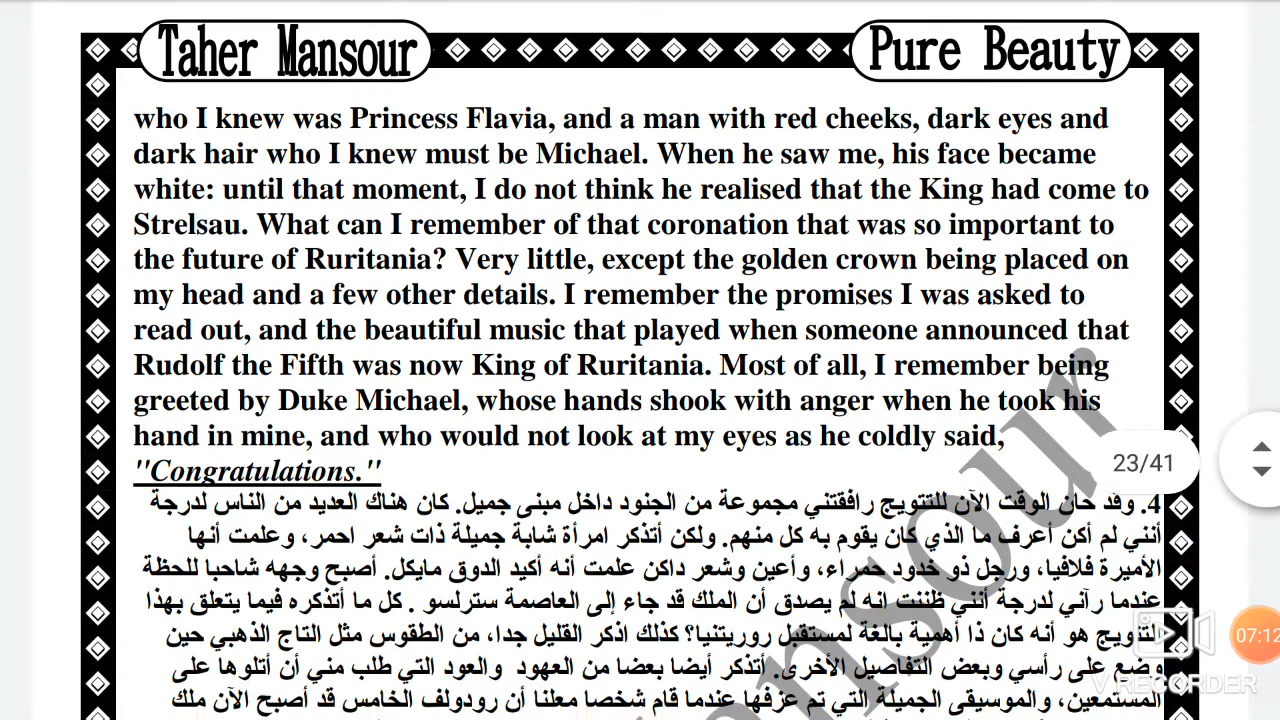 Taher Mansour
Pure Beauty
who I knew was Princess Flavia, and a man with red cheeks, dark eyes and
dark hair who I knew must be Michael. When he saw me, his face became
white: until that moment, I do not think he realised that the King had come to
Strelsau. What can I remember of that coronation that was so important to
the future of Ruritania? Very little, except the golden crown being placed on
my head and a few other details. I remember the promises I was asked to
read out, and the beautiful music that played when someone announced that
Rudolf the Fifth was now King of Ruritania. Most of all, I remember being
greeted by Duke Michael, whose hands shook with anger when he took his
hand in mine, and who would not look at my eyes as he coldly said,
"Congratulations."
23/41
4. وقد حان الوقت الآن للتتويج رافقتني مجموعة من الجنود داخل مبنى جميل. كان هناك العديد من الناس لدرجة
أنني لم أكن أعرف ما الذي كان يقوم به كل منهم. ولكن أتذكر امرأة شابة جميلة ذات شعر احمر، وعلمت أنها
الأميرة فلافيا، ورجل ذو خدود حمراء، وأعين وشعر داكن علمت أنه أكيد الدوق مايكل. أصبح وجهه شاحبا للحظة
عندما رآني لدرجة أنني ظننت انه لم يصدق أن الملك قد جاء إلى العاصمة سترلسو . كل ما أتذكره فيما يتعلق بهذا
التتويج هو أنه كان ذا أهمية بالغة لمستقبل روريتنيا؟ كذلك اذكر القليل جدا، من الطقوس مثل التاج الذهبي حين
وضع على رأسي وبعض التفاصيل الأخرى. أتذكر أيضا بعضا من العهود والعود التي طلب مني أن أتلوها على
المستمعين، والموسيقى الجميلة التي تم عزفها عندما قام شخصا معلنا أن رودولف الخامس قد أصبح الآن ملك
07:12
V RECORDER